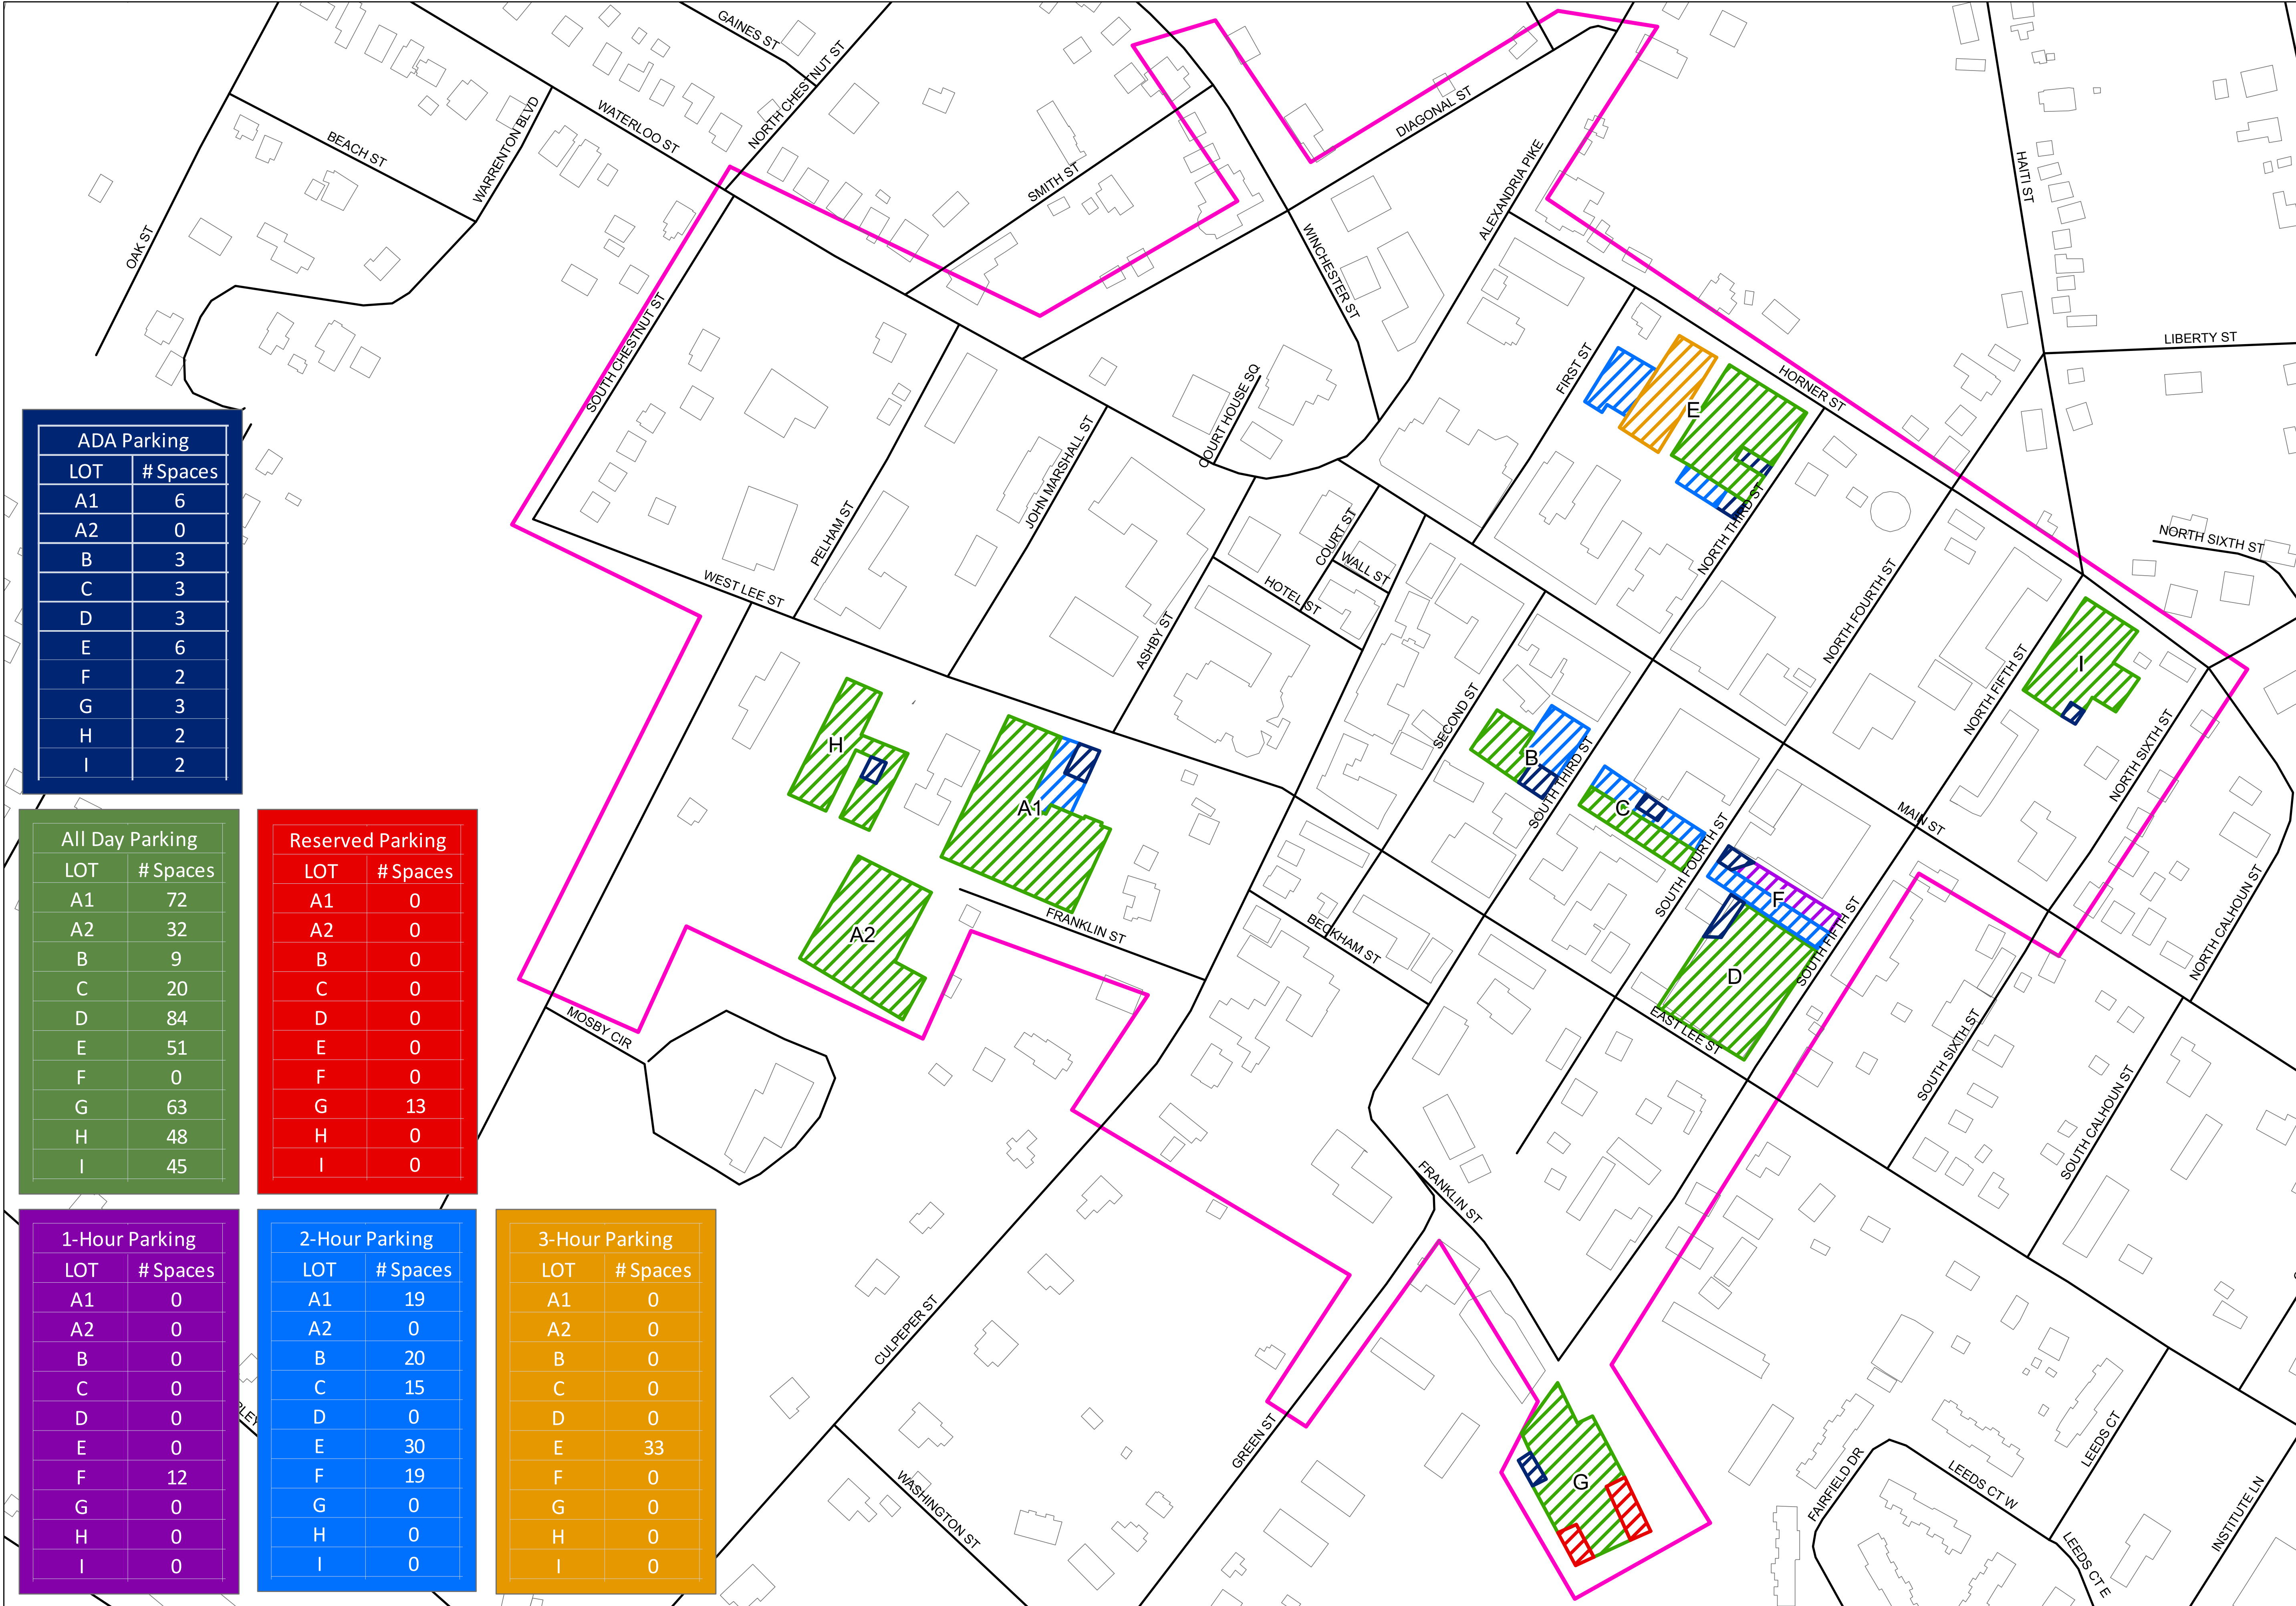 GAINES ST
NORTH CHESTNUT ST
WATERLOO ST
BEACH ST
WARRENTON BLVD
OAK ST
SMITH ST
DIAGONAL ST
WINCHESTER ST
ALEXANDRIA PIKE
HAITI ST
LIBERTY ST
HORNER ST
FIRST ST
SOUTH CHESTNUT ST
COURT HOUSE SQ
JOHN MARSHALL ST
PELHAM ST
WEST LEE ST
ASHBY ST
HOTEL ST
COURT ST
WALL ST
NORTH THIRD ST
NORTH FOURTH ST
NORTH FIFTH ST
NORTH SIXTH ST
NORTH SIXTH ST
NORTH CALHOUN ST
SECOND ST
SOUTH THIRD ST
SOUTH FOURTH ST
SOUTH FIFTH ST
MAIN ST
EAST LEE ST
SOUTH SIXTH ST
SOUTH CALHOUN ST
BECKHAM ST
FRANKLIN ST
MOSBY CIR
FRANKLIN ST
CULPEPER ST
GREEN ST
WASHINGTON ST
FAIRFIELD DR
LEEDS CT W
LEEDS CT
LEEDS CT E
INSTITUTE LN
E
I
H
A1
A2
B
C
F
D
G
ADA Parking
LOT # Spaces
A1 6
A2 0
B 3
C 3
D 3
E 6
F 2
G 3
H 2
I 2
All Day Parking
LOT # Spaces
A1 72
A2 32
B 9
C 20
D 84
E 51
F 0
G 63
H 48
I 45
Reserved Parking
LOT # Spaces
A1 0
A2 0
B 0
C 0
D 0
E 0
F 0
G 13
H 0
I 0
1-Hour Parking
LOT # Spaces
A1 0
A2 0
B 0
C 0
D 0
E 0
F 12
G 0
H 0
I 0
2-Hour Parking
LOT # Spaces
A1 19
A2 0
B 20
C 15
D 0
E 30
F 19
G 0
H 0
I 0
3-Hour Parking
LOT # Spaces
A1 0
A2 0
B 0
C 0
D 0
E 33
F 0
G 0
H 0
I 0